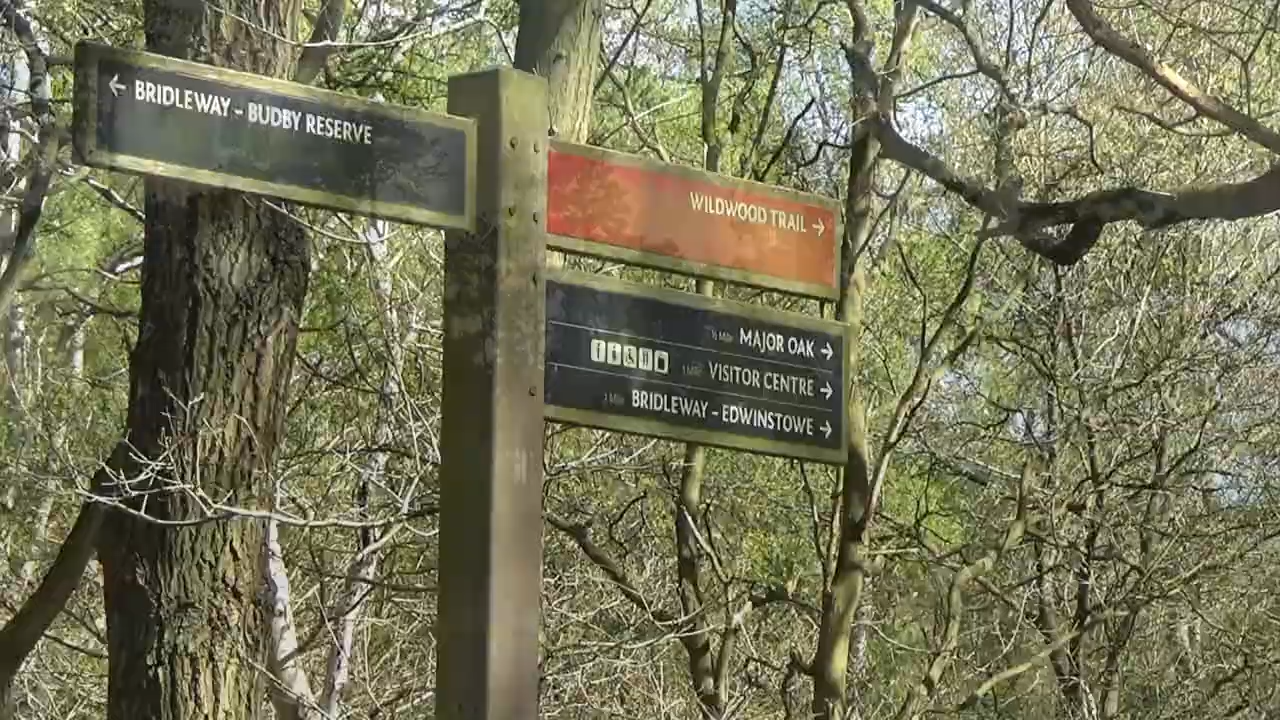 ← BRIDLEWAY - BUDBY RESERVE
WILDWOOD TRAIL →
MAJOR OAK →
VISITOR CENTRE →
BRIDLEWAY - EDWINSTOWE →